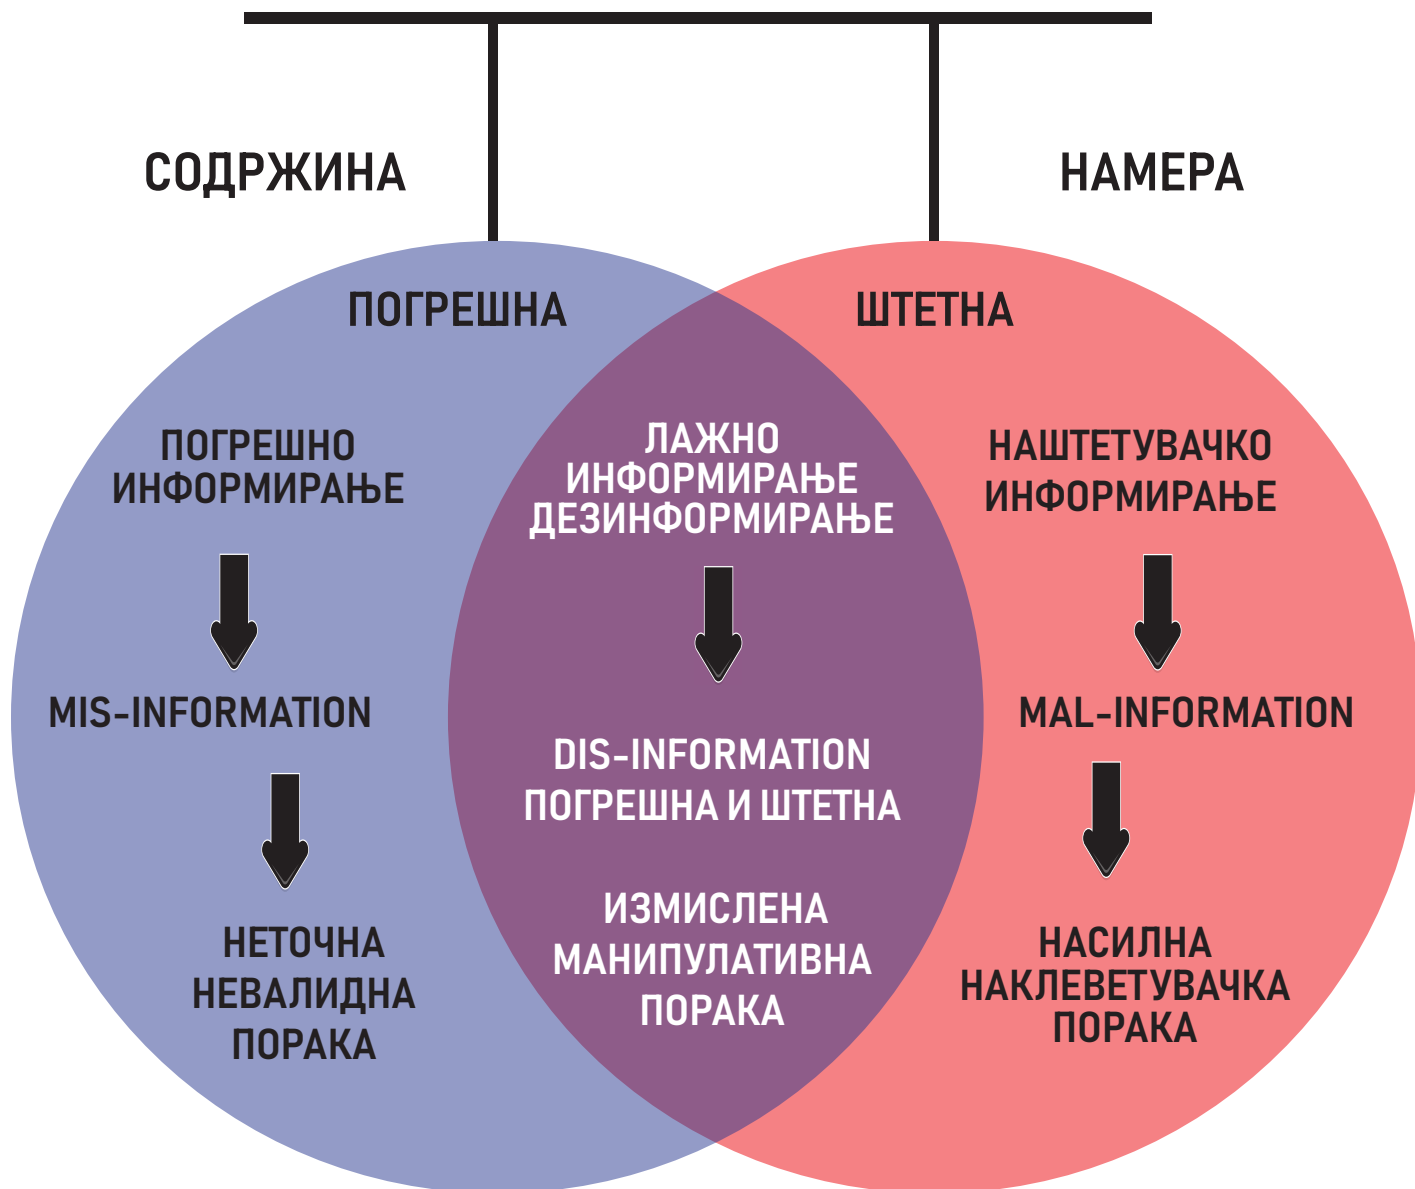 СОДРЖИНА
НАМЕРА
ПОГРЕШНА
ШТЕТНА
ПОГРЕШНО
ИНФОРМИРАЊЕ
MIS-INFORMATION
НЕТОЧНА
НЕВАЛИДНА
ПОРАКА
ЛАЖНО
ИНФОРМИРАЊЕ
ДЕЗИНФОРМИРАЊЕ
DIS-INFORMATION
ПОГРЕШНА И ШТЕТНА
ИЗМИСЛЕНА
МАНИПУЛАТИВНА
ПОРАКА
НАШТЕТУВАЧКО
ИНФОРМИРАЊЕ
MAL-INFORMATION
НАСИЛНА
НАКЛЕВЕТУВАЧКА
ПОРАКА